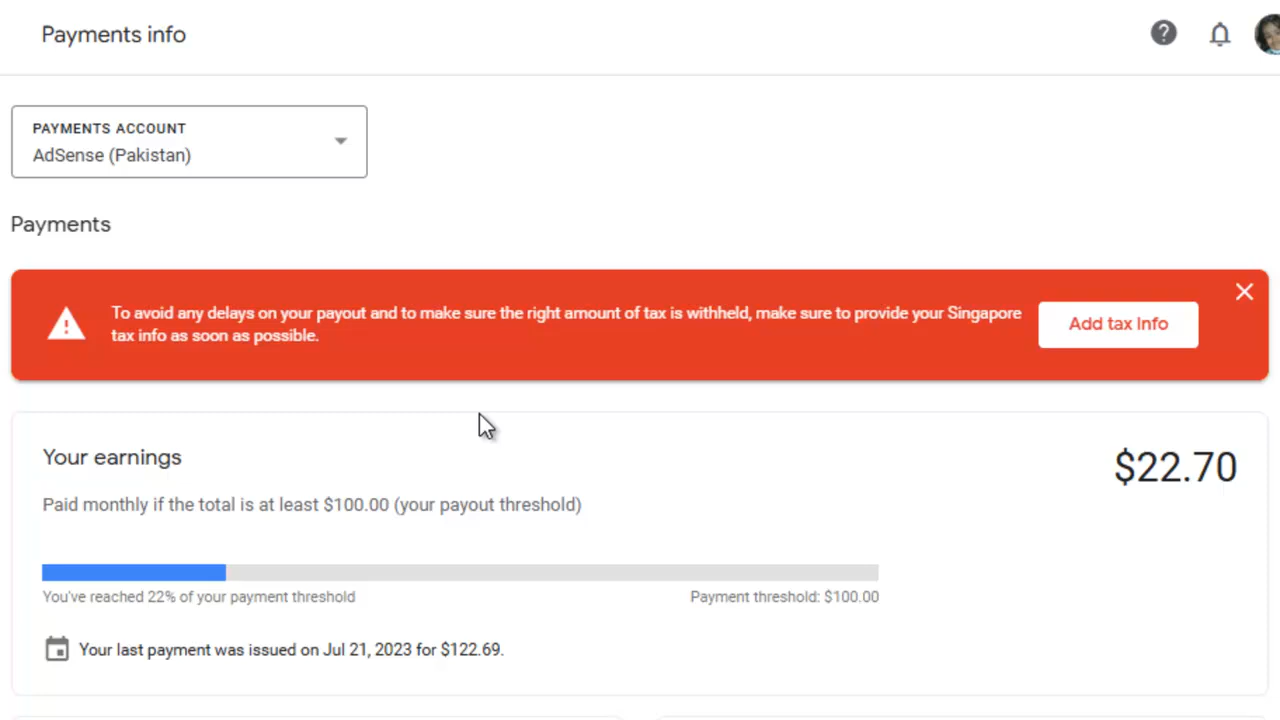 Payments info
PAYMENTS ACCOUNT
AdSense (Pakistan)
Payments
To avoid any delays on your payout and to make sure the right amount of tax is withheld, make sure to provide your Singapore
tax info as soon as possible.
Add tax info
Your earnings
$22.70
Paid monthly if the total is at least $100.00 (your payout threshold)
You've reached 22% of your payment threshold
Payment threshold: $100.00
Your last payment was issued on Jul 21, 2023 for $122.69.